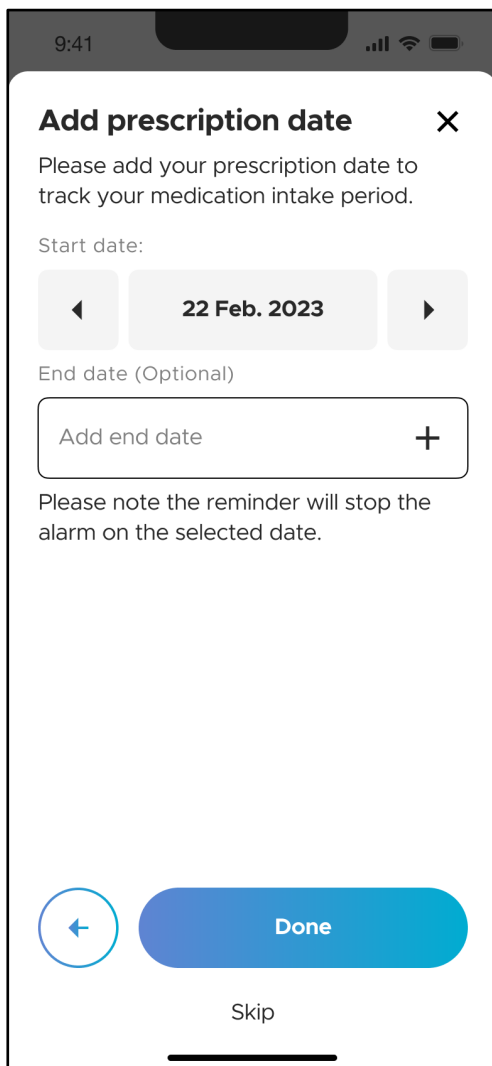 9:41
Add prescription date
Please add your prescription date to
track your medication intake period.
Start date:
22 Feb. 2023
End date (Optional)
Add end date
Please note the reminder will stop the
alarm on the selected date.
Done
Skip